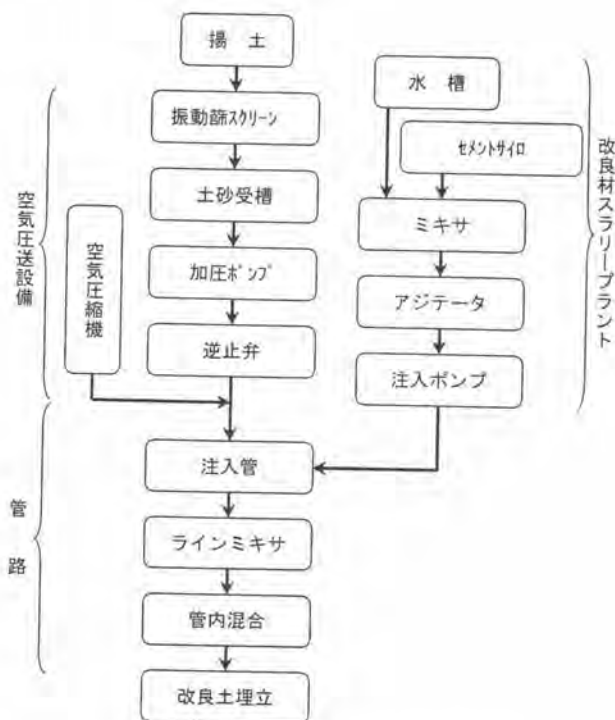 揚 土
振動篩スクリーン
土砂受槽
加圧ポンプ
逆止弁
空気圧縮機
空気圧送設備
水 槽
セメントサイロ
ミキサ
アジテータ
注入ポンプ
改良材スラリープラント
注入管
ラインミキサ
管内混合
改良土埋立
管 路